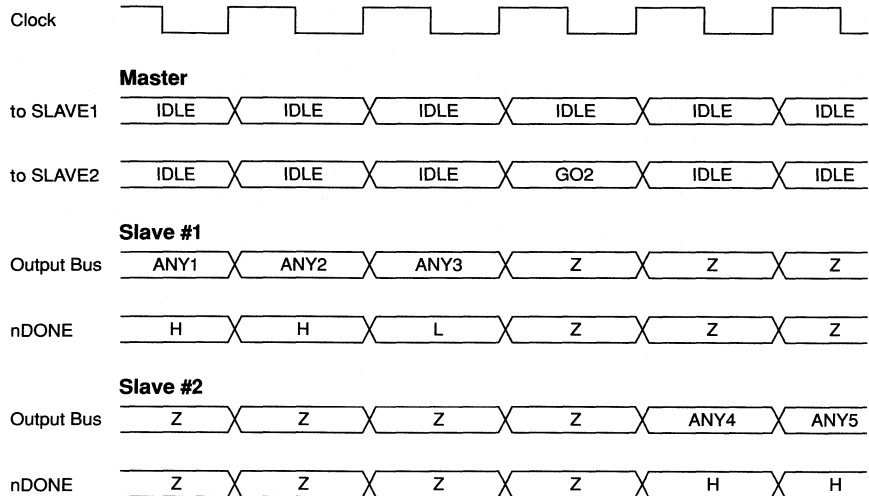 Clock
Master
to SLAVE1 IDLE IDLE IDLE IDLE IDLE IDLE
to SLAVE2 IDLE IDLE IDLE GO2 IDLE IDLE
Slave #1
Output Bus ANY1 ANY2 ANY3 Z Z Z
nDONE H H L Z Z Z
Slave #2
Output Bus Z Z Z Z ANY4 ANY5
nDONE Z Z Z Z H H